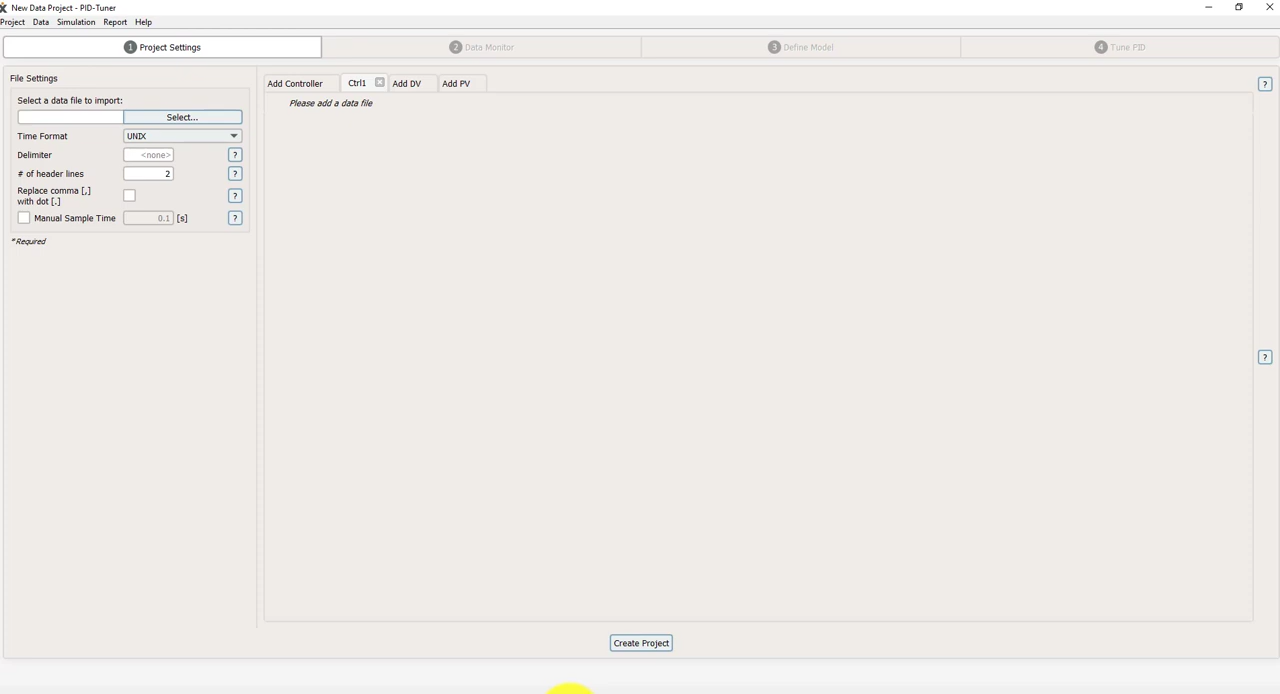 New Data Project - PID-Tuner
Project Data Simulation Report Help
1 Project Settings
2 Data Monitor
3 Define Model
4 Tune PID
File Settings
Select a data file to import:
Select...
Time Format UNIX
Delimiter <none> ?
# of header lines 2 ?
Replace comma [,]
with dot [.] ?
Manual Sample Time 0.1 [s] ?
*Required
Add Controller Ctrl1 Add DV Add PV
Please add a data file
?
?
Create Project